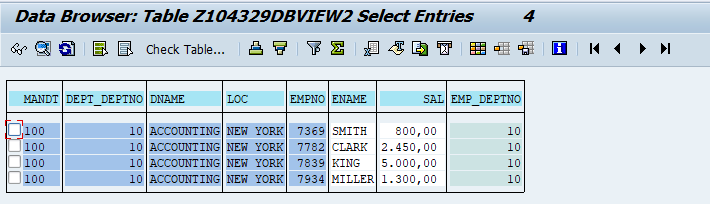 Data Browser: Table Z104329DBVIEW2 Select Entries 4
Check Table...
MANDT DEPT_DEPTNO DNAME LOC EMPNO ENAME SAL EMP_DEPTNO
100 10 ACCOUNTING NEW YORK 7369 SMITH 800,00 10
100 10 ACCOUNTING NEW YORK 7782 CLARK 2.450,00 10
100 10 ACCOUNTING NEW YORK 7839 KING 5.000,00 10
100 10 ACCOUNTING NEW YORK 7934 MILLER 1.300,00 10